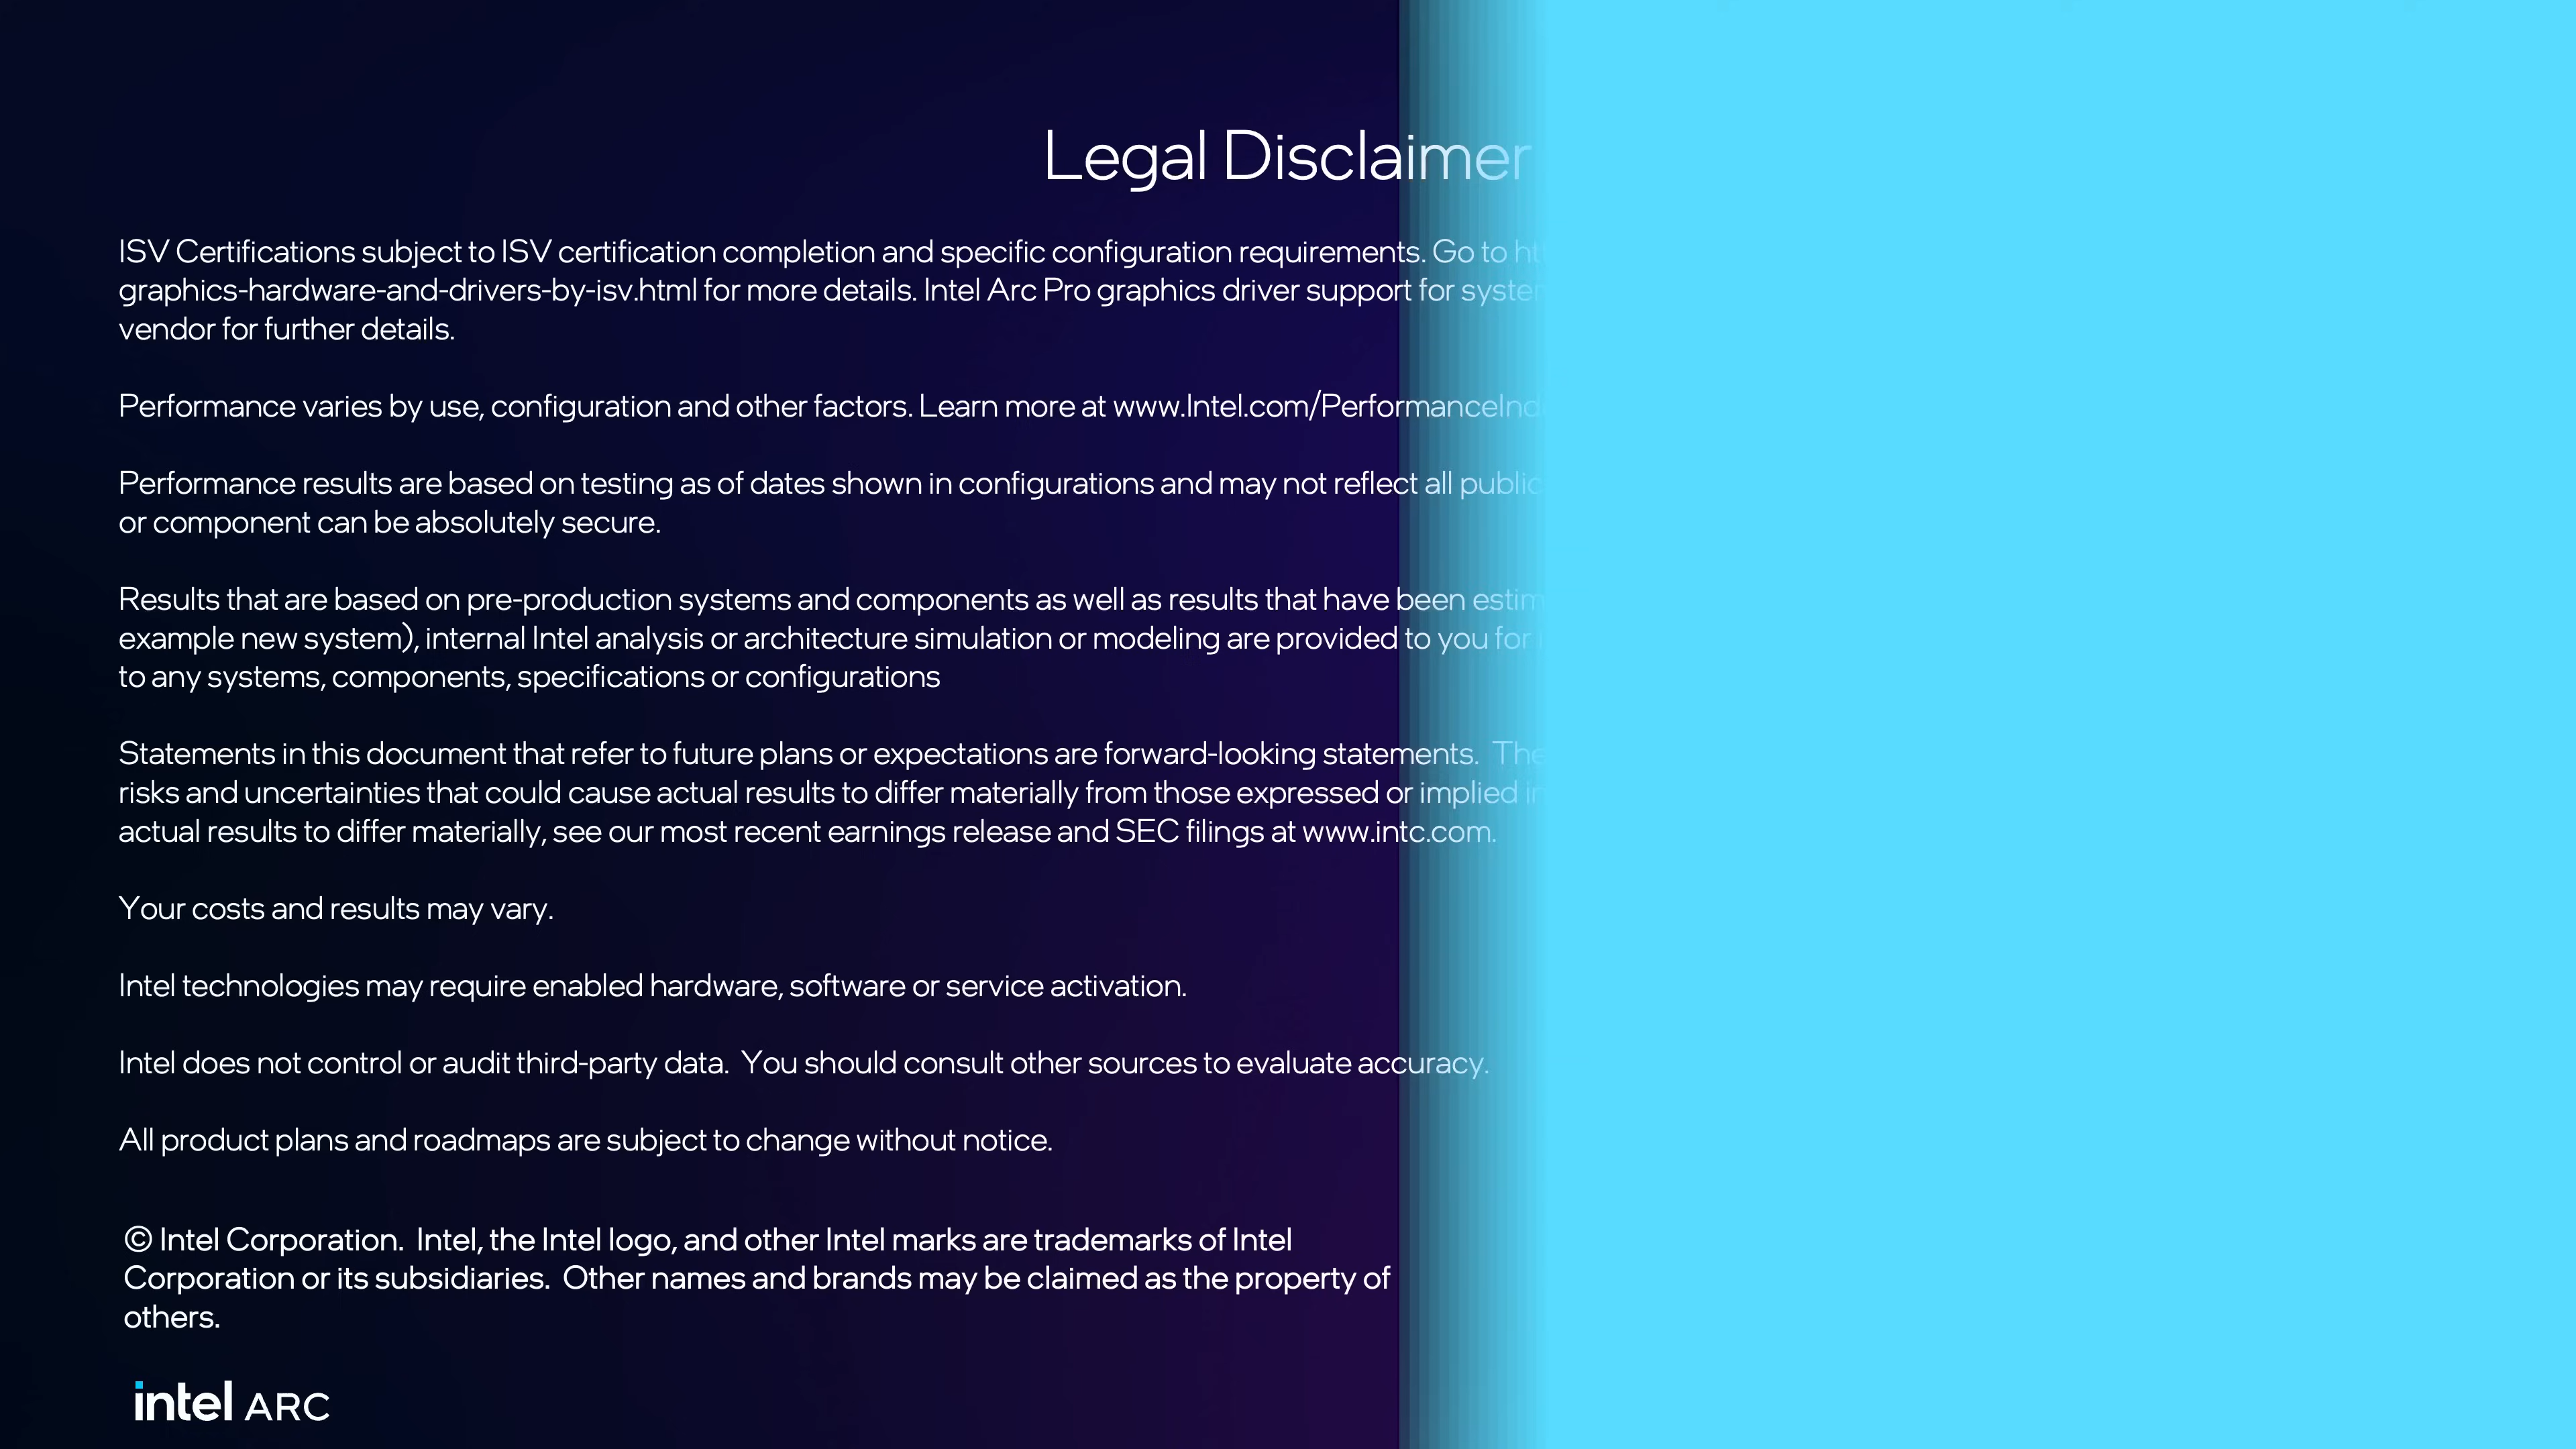 Legal Disclaimer
ISV Certifications subject to ISV certification completion and specific configuration requirements. Go to
graphics-hardware-and-drivers-by-isv.html for more details. Intel Arc Pro graphics driver support for
vendor for further details.
Performance varies by use, configuration and other factors. Learn more at
Performance results are based on testing as of dates shown in configurations and may not reflect all
or component can be absolutely secure.
Results that are based on pre-production systems and components as well as results that have been
example new system), internal Intel analysis or architecture simulation or modeling are provided to you for
to any systems, components, specifications or configurations
Statements in this document that refer to future plans or expectations are forward-looking statements.
risks and uncertainties that could cause actual results to differ materially from those expressed or implied
actual results to differ materially, see our most recent earnings release and SEC filings at www.intc.com.
Your costs and results may vary.
Intel technologies may require enabled hardware, software or service activation.
Intel does not control or audit third-party data. You should consult other sources to evaluate accuracy.
All product plans and roadmaps are subject to change without notice.
© Intel Corporation. Intel, the Intel logo, and other Intel marks are trademarks of Intel
Corporation or its subsidiaries. Other names and brands may be claimed as the property of
others.
intel ARC